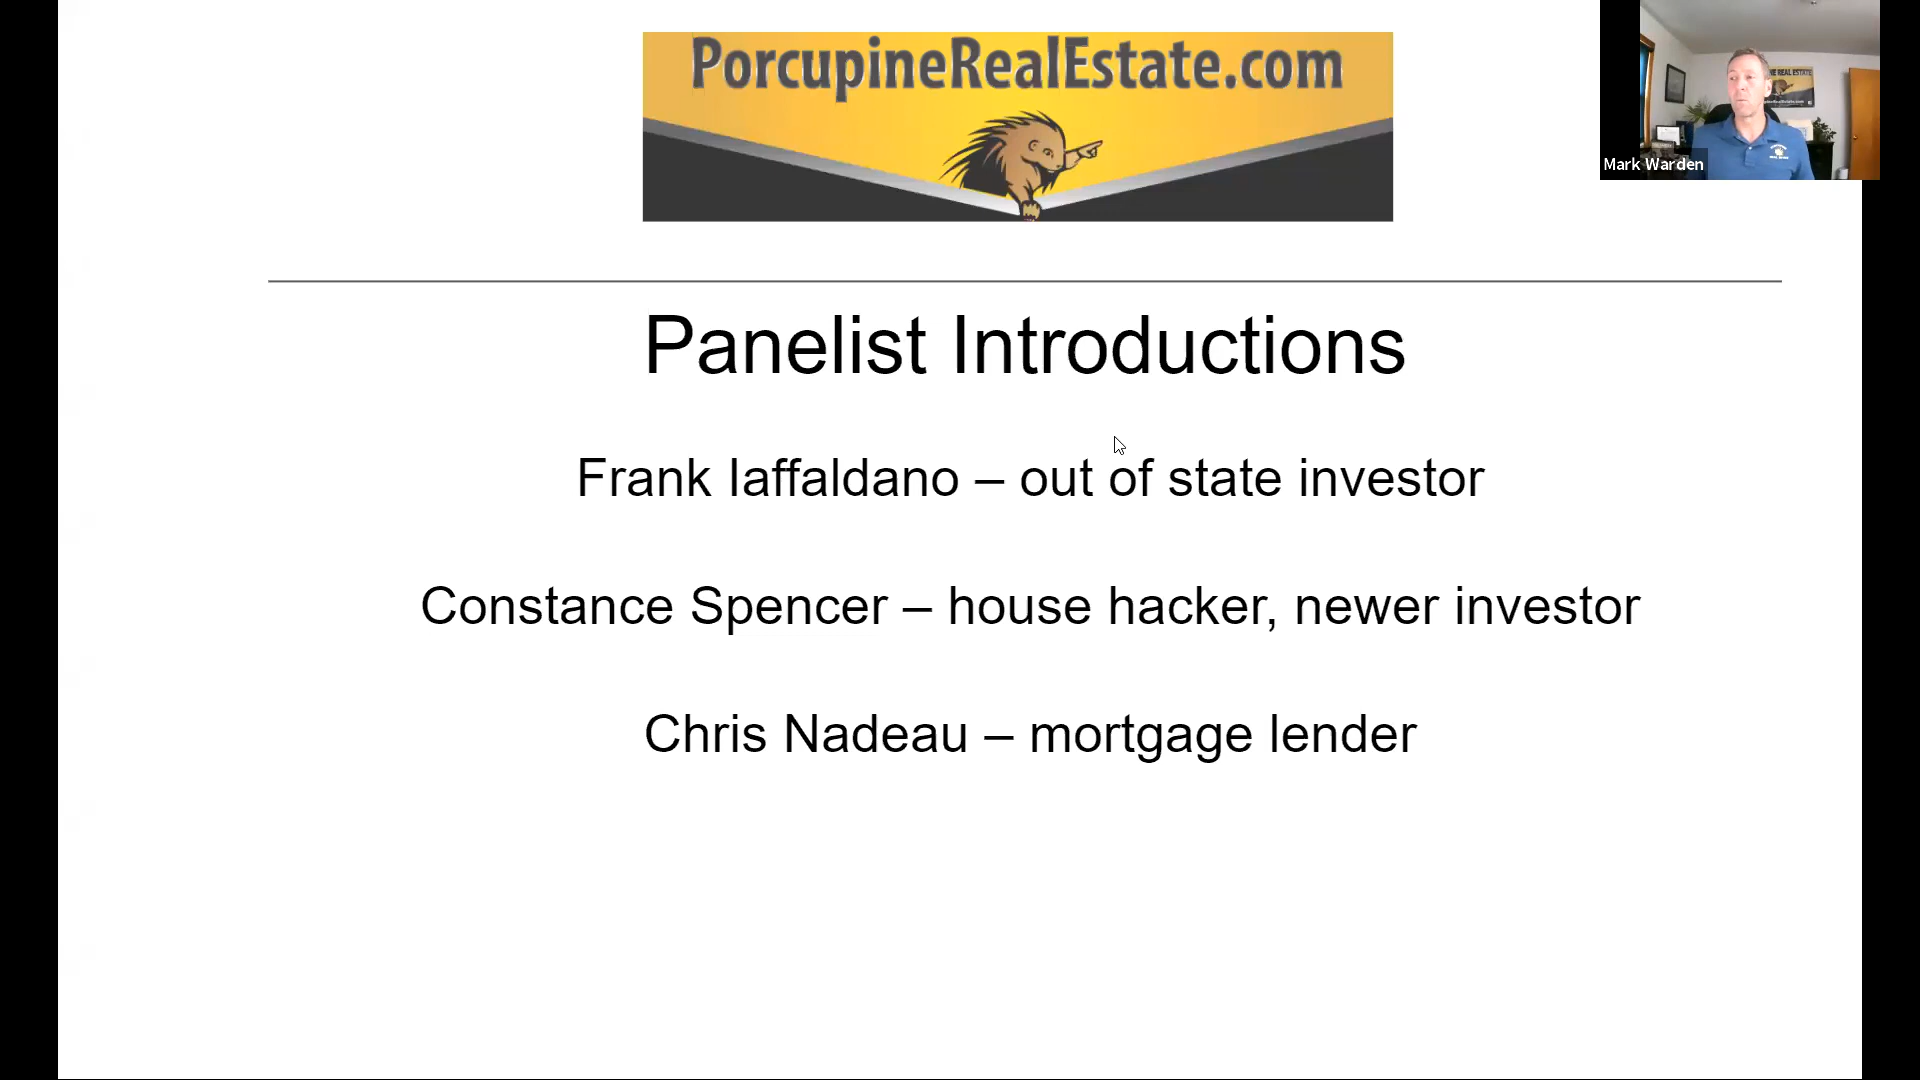 PorcupineRealEstate.com
Mark Warden
Panelist Introductions
Frank Iaffaldano – out of state investor
Constance Spencer – house hacker, newer investor
Chris Nadeau – mortgage lender